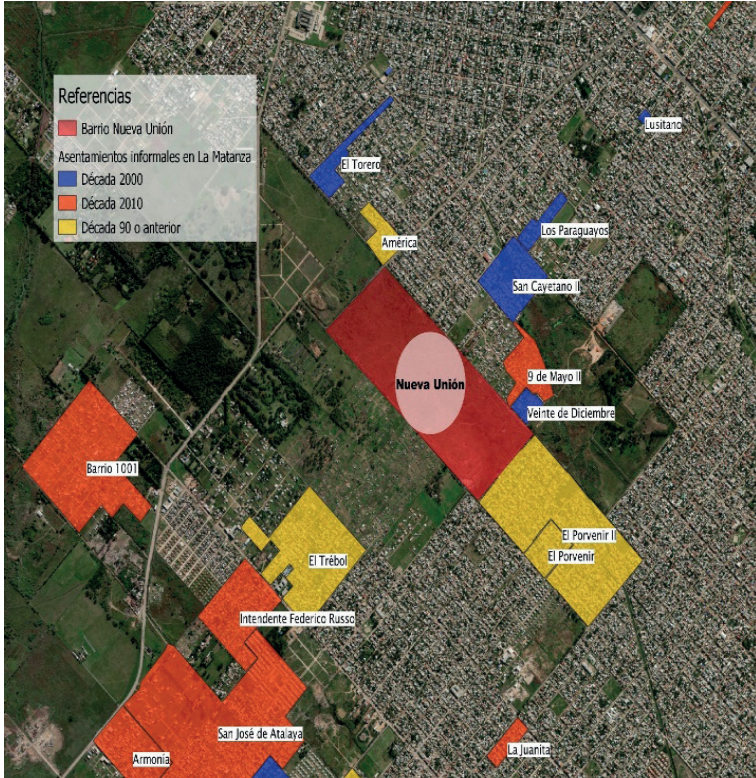 Referencias
Barrio Nueva Unión
Asentamientos informales en La Matanza
Década 2000
Década 2010
Década 90 o anterior
Lusitano
El Torero
Los Paraguayos
América
San Cayetano II
9 de Mayo II
Nueva Unión
Veinte de Diciembre
Barrio 1001
El Porvenir II
El Porvenir
El Trébol
Intendente Federico Russo
San José de Atalaya
La Juanita
Armonía